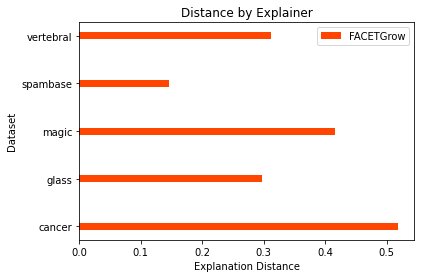 Distance by Explainer
FACETGrow
Dataset
vertebral
spambase
magic
glass
cancer
0.0 0.1 0.2 0.3 0.4 0.5
Explanation Distance